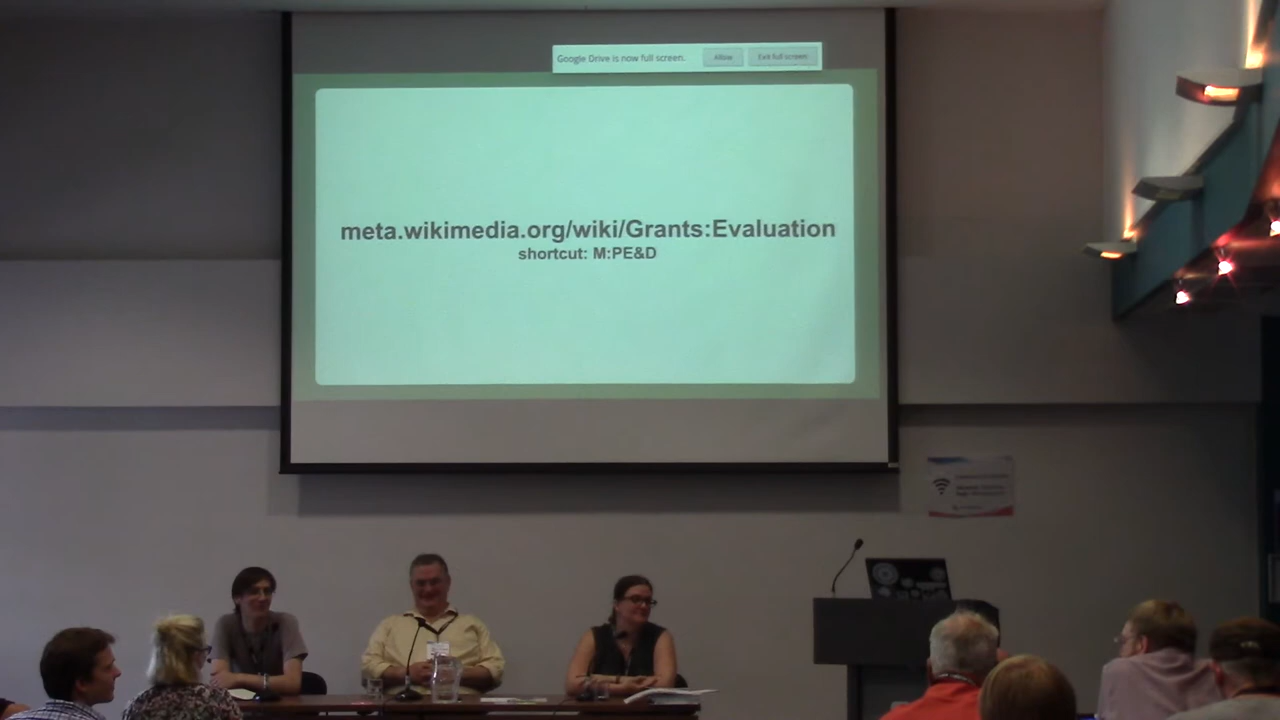 Google Drive is now full screen. Allow Exit full screen
meta.wikimedia.org/wiki/Grants:Evaluation
shortcut: M:PE&D